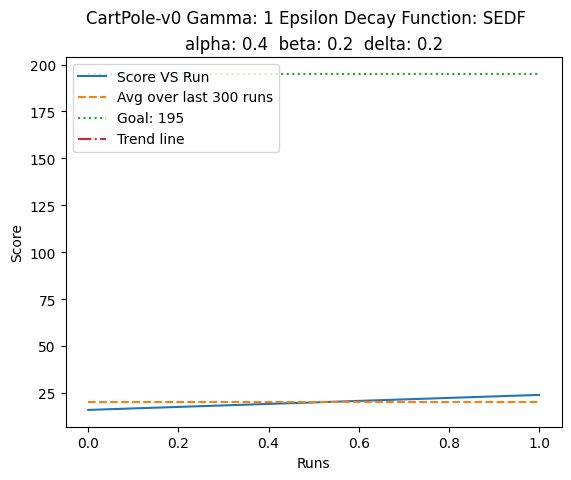 CartPole-v0 Gamma: 1 Epsilon Decay Function: SEDF
alpha: 0.4 beta: 0.2 delta: 0.2
Score VS Run
Avg over last 300 runs
Goal: 195
Trend line
200
175
150
125
100
75
50
25
Score
0.0 0.2 0.4 0.6 0.8 1.0
Runs